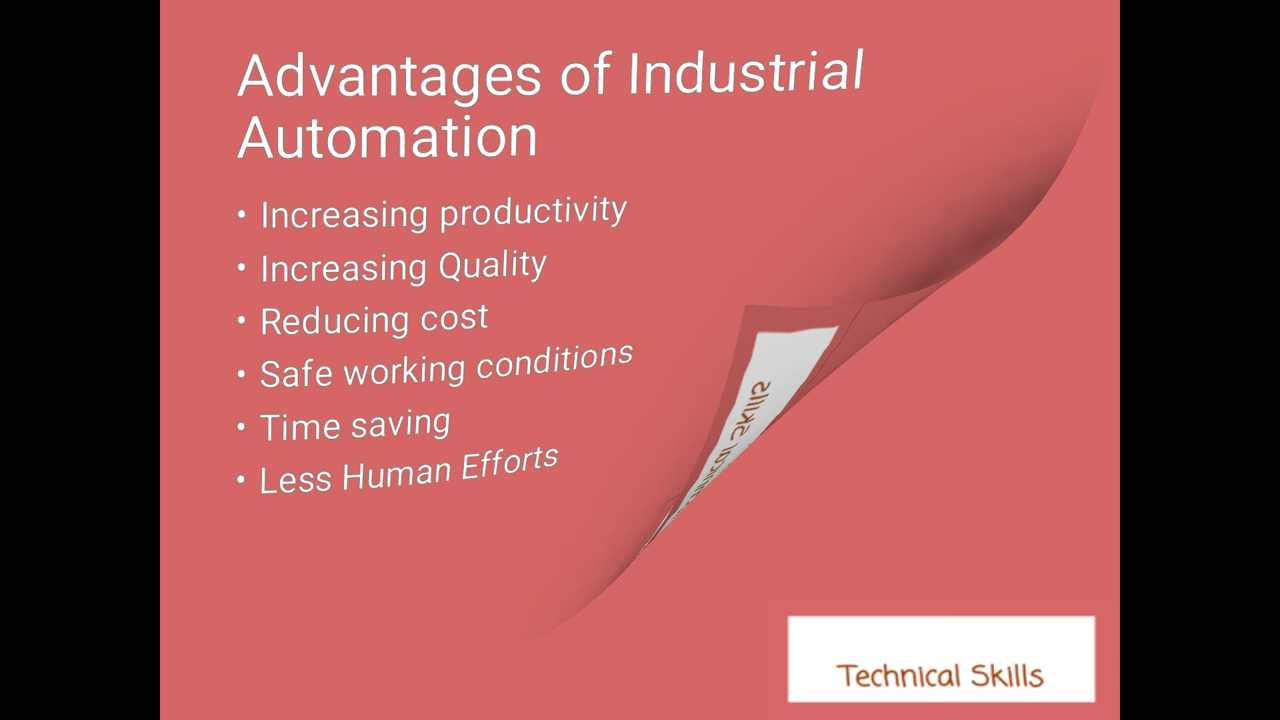 Advantages of Industrial
Automation
• Increasing productivity
• Increasing Quality
• Reducing cost
• Safe working conditions
• Time saving
• Less Human Efforts
Skills
Technical Skills